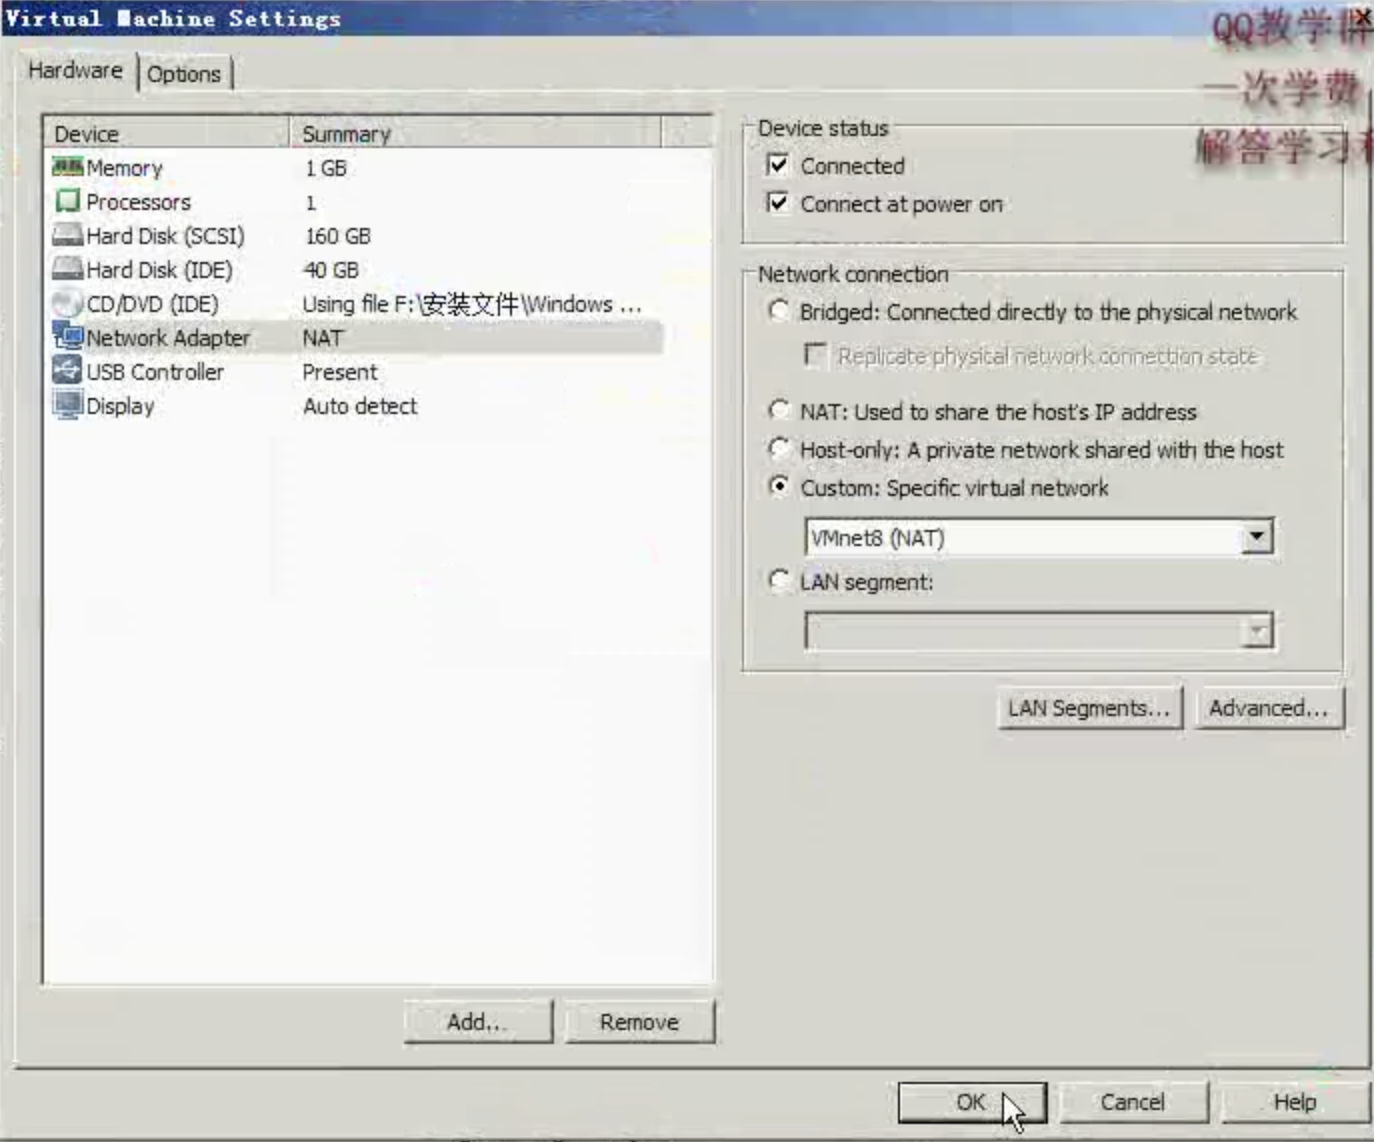 Virtual Machine Settings
QQ教学群
一次学费
解答学习
Hardware
Options
Device Summary
Memory 1 GB
Processors 1
Hard Disk (SCSI) 160 GB
Hard Disk (IDE) 40 GB
CD/DVD (IDE) Using file F:\安装文件\Windows ...
Network Adapter NAT
USB Controller Present
Display Auto detect
Add...
Remove
Device status
Connected
Connect at power on
Network connection
Bridged: Connected directly to the physical network
Replicate physical network connection state
NAT: Used to share the host's IP address
Host-only: A private network shared with the host
Custom: Specific virtual network
VMnet8 (NAT)
LAN segment:
LAN Segments...
Advanced...
OK
Cancel
Help